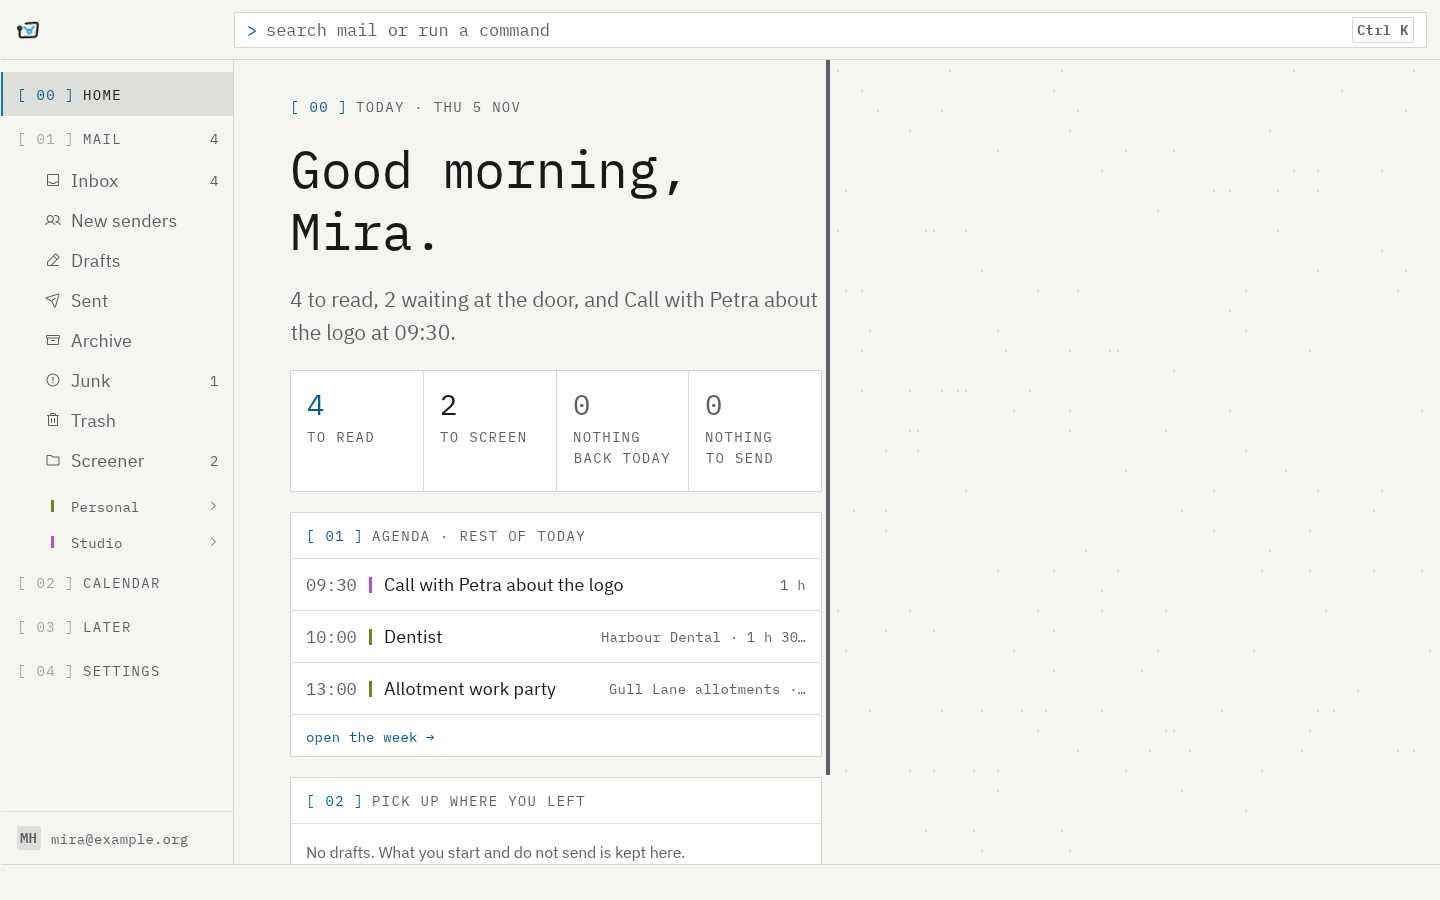 > search mail or run a command
Ctrl K
[ 00 ] HOME
[ 01 ] MAIL 4
Inbox 4
New senders
Drafts
Sent
Archive
Junk 1
Trash
Screener 2
Personal
Studio
[ 02 ] CALENDAR
[ 03 ] LATER
[ 04 ] SETTINGS
MH mira@example.org
[ 00 ] TODAY · THU 5 NOV
Good morning,
Mira.
4 to read, 2 waiting at the door, and Call with Petra about
the logo at 09:30.
4
TO READ
2
TO SCREEN
0
NOTHING
BACK TODAY
0
NOTHING
TO SEND
[ 01 ] AGENDA · REST OF TODAY
09:30 Call with Petra about the logo 1 h
10:00 Dentist Harbour Dental · 1 h 30…
13:00 Allotment work party Gull Lane allotments ·…
open the week →
[ 02 ] PICK UP WHERE YOU LEFT
No drafts. What you start and do not send is kept here.